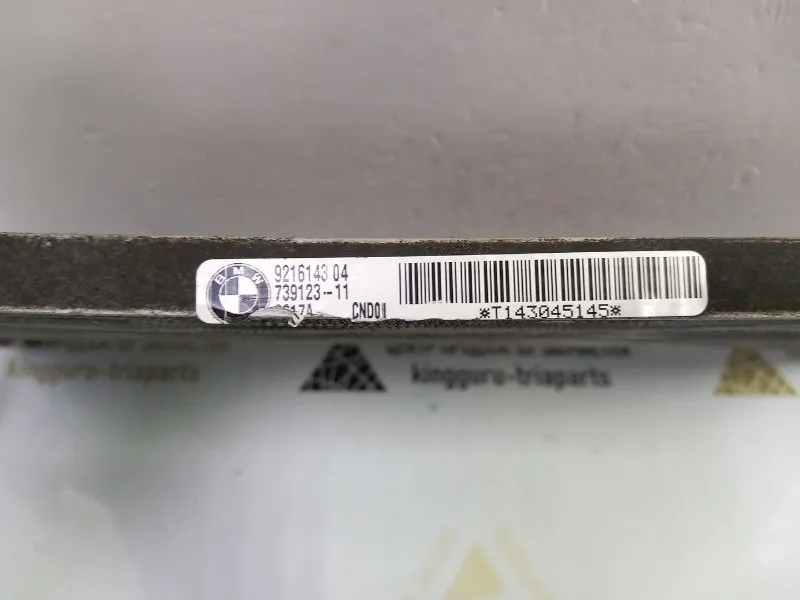 BMW
9216143 04
739123-11
CND01
*T143045145*
kingguru-triaparts